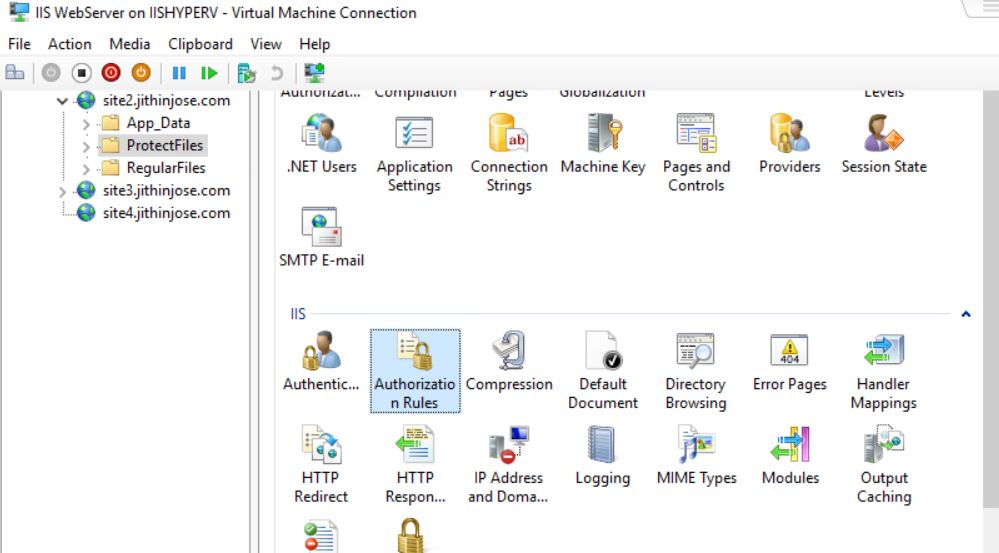 IIS WebServer on IISHYPERV - Virtual Machine Connection
File Action Media Clipboard View Help
site2.jithinjose.com
App_Data
ProtectFiles
RegularFiles
site3.jithinjose.com
site4.jithinjose.com
Authorizat... Compilation Pages Globalization Levels
.NET Users Application Connection Machine Key Pages and Providers Session State
Settings Strings Controls
ab
SMTP E-mail
IIS
404
Authentic... Authorizatio Compression Default Directory Error Pages Handler
n Rules Document Browsing Mappings
HTTP HTTP IP Address Logging MIME Types Modules Output
Redirect Respon... and Doma... Caching